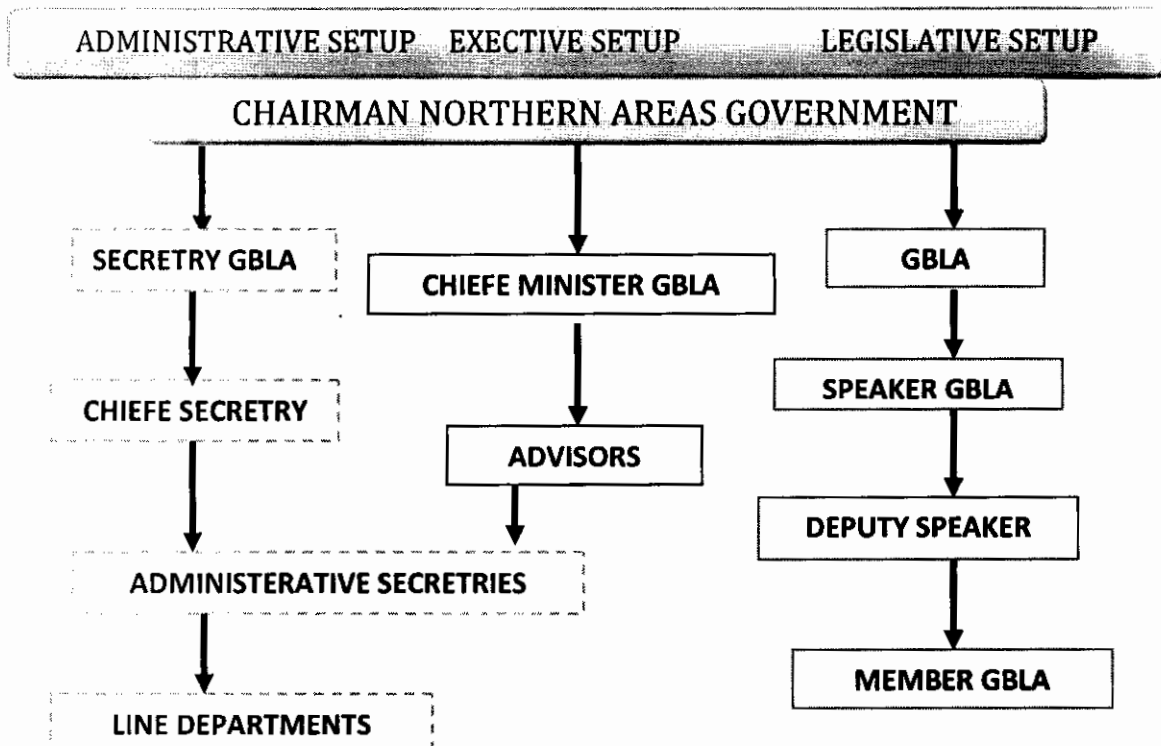 ADMINISTRATIVE SETUP EXECTIVE SETUP LEGISLATIVE SETUP
CHAIRMAN NORTHERN AREAS GOVERNMENT
SECRETRY GBLA
CHIEFE MINISTER GBLA
GBLA
CHIEFE SECRETRY
SPEAKER GBLA
ADVISORS
DEPUTY SPEAKER
ADMINISTERATIVE SECRETRIES
MEMBER GBLA
LINE DEPARTMENTS